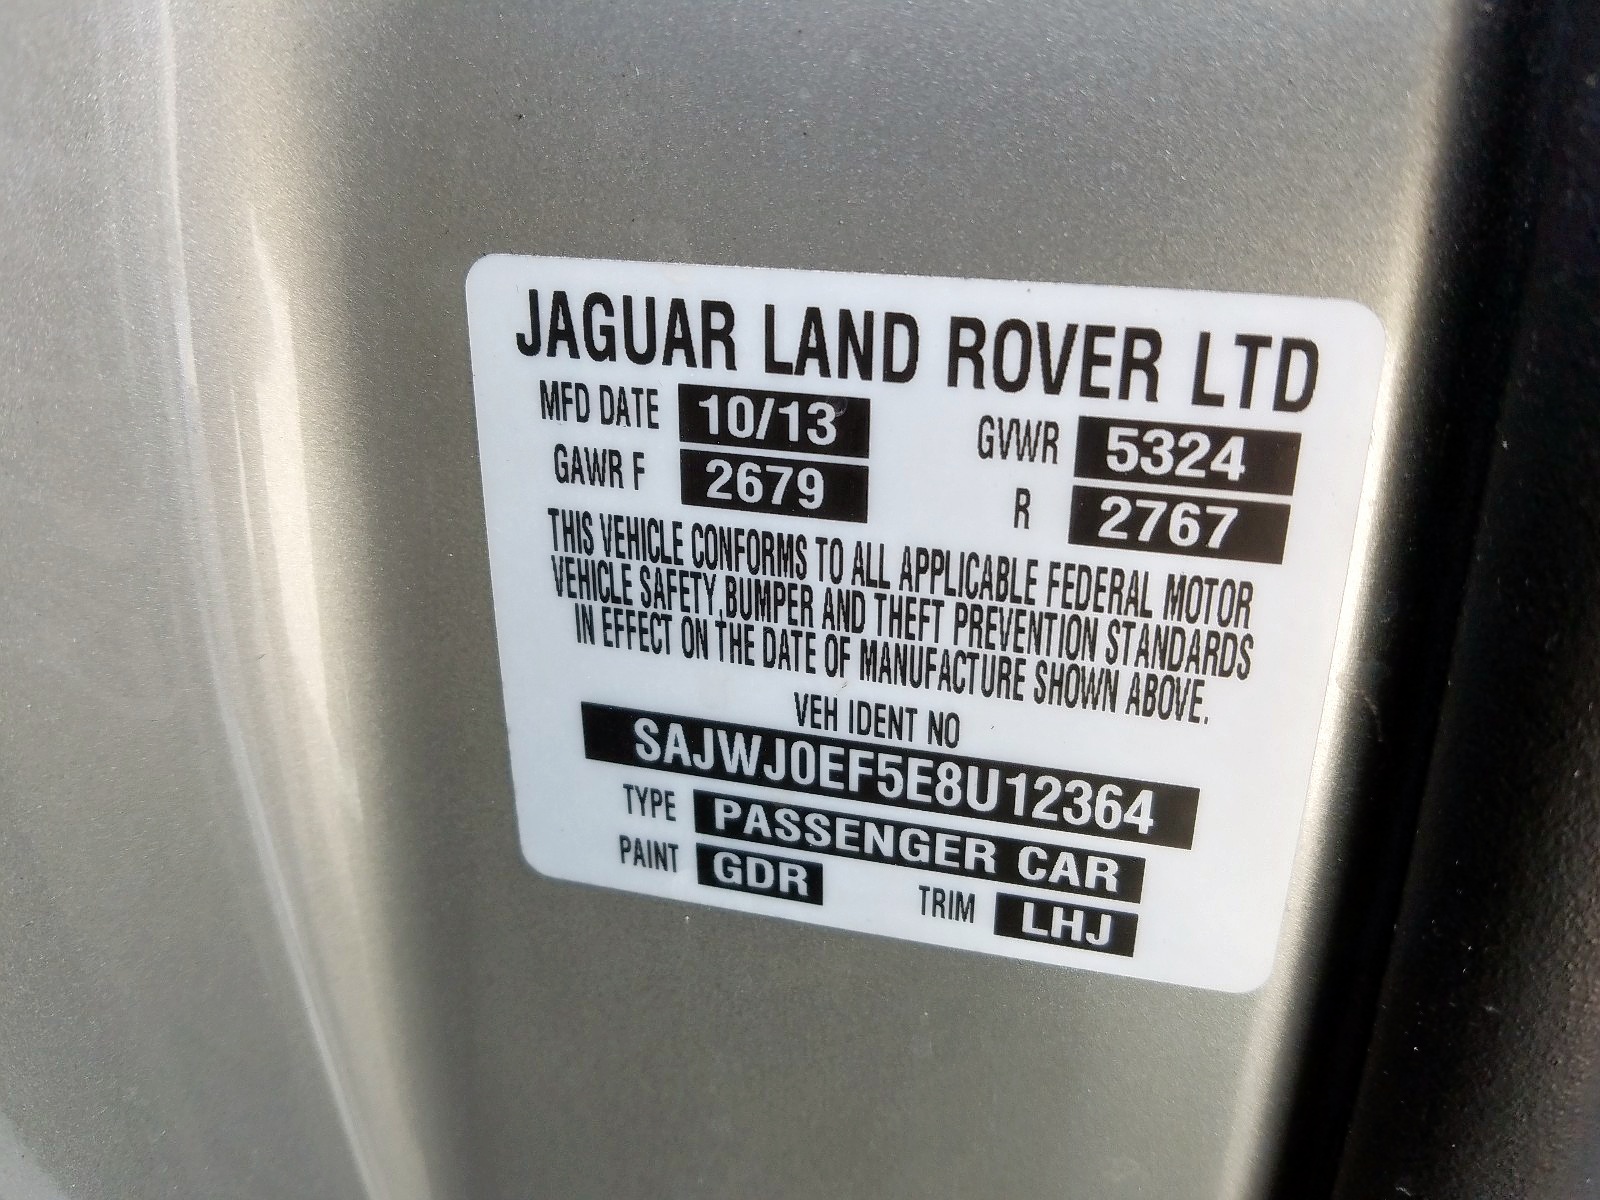 JAGUAR LAND ROVER LTD
MFD DATE 10/13 GVWR 5324
GAWR F 2679 R 2767
THIS VEHICLE CONFORMS TO ALL APPLICABLE FEDERAL MOTOR
VEHICLE SAFETY,BUMPER AND THEFT PREVENTION STANDARDS
IN EFFECT ON THE DATE OF MANUFACTURE SHOWN ABOVE.
VEH IDENT NO
SAJWJ0EF5E8U12364
TYPE PASSENGER CAR
PAINT GDR TRIM LHJ